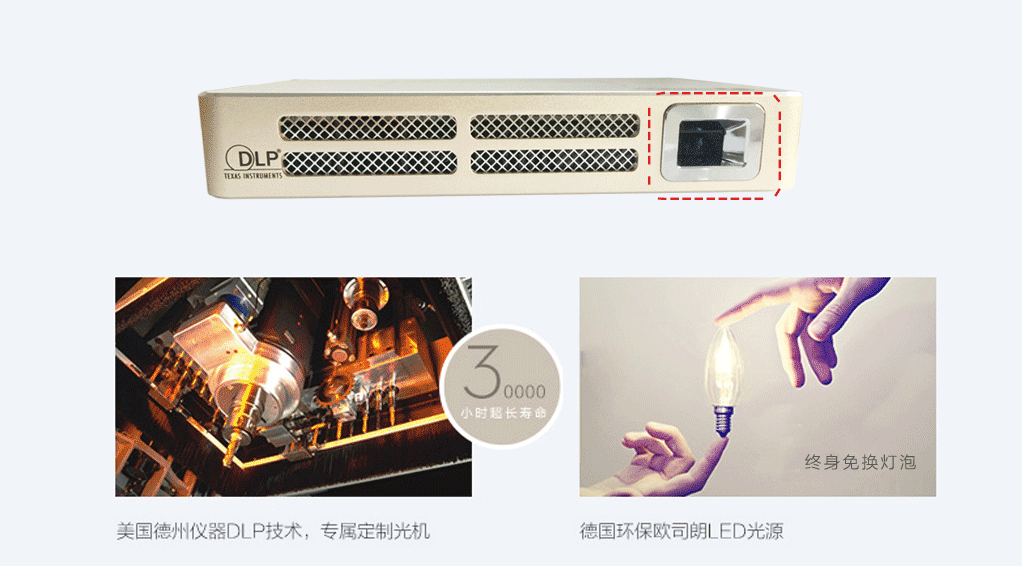 DLP®
TEXAS INSTRUMENTS
30000
小时超长寿命
终身免换灯泡
美国德州仪器DLP技术，专属定制光机
德国环保欧司朗LED光源